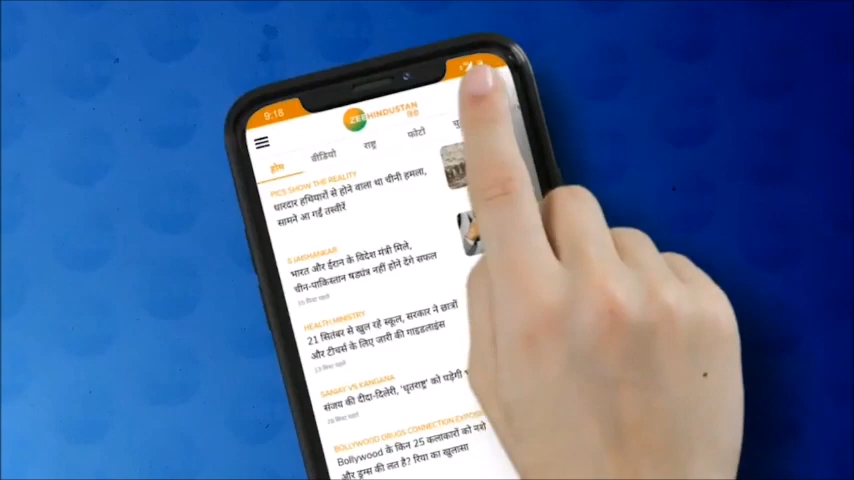 9:18
ZEE HINDUSTAN
हिंदी
होम वीडियो राष्ट्र फोटो
PICS SHOW THE REALITY
धारदार हथियारों से होने वाला था चीनी हमला,
सामने आ गईं तस्वीरें
S JAISHANKAR
भारत और ईरान के विदेश मंत्री मिले,
चीन-पाकिस्तान षड्यंत्र नहीं होनें देंगे सफल
HEALTH MINISTRY
21 सितंबर से खुल रहे स्कूल, सरकार ने छात्रों
और टीचर्स के लिए जारी की गाइडलाइंस
SANJAY VS KANGANA
संजय की दीदा-दिलेरी, 'धृतराष्ट्र' को पड़ेगी
BOLLYWOOD DRUGS CONNECTION
Bollywood के किन 25 कलाकारों को नशे
और ड्रग्स की लत है? रिया का खुलासा